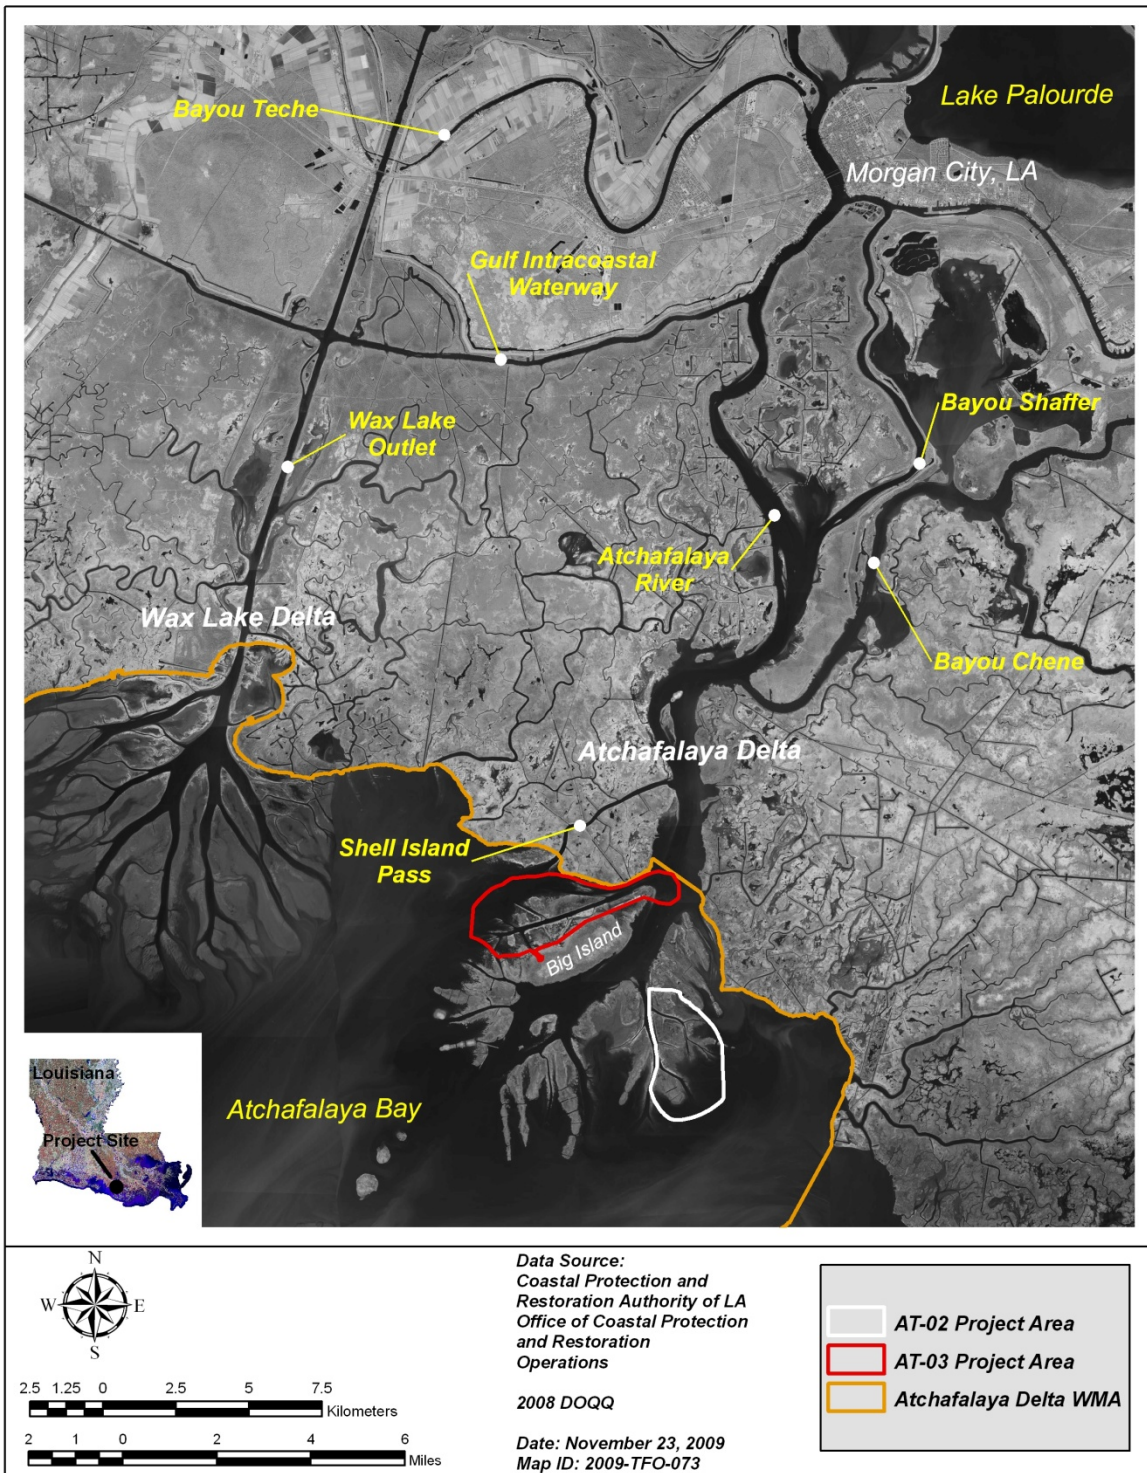 Bayou Teche
Lake Palourde
Morgan City, LA
Gulf Intracoastal
Waterway
Wax Lake
Outlet
Bayou Shaffer
Atchafalaya
River
Wax Lake Delta
Bayou Chene
Atchafalaya Delta
Shell Island
Pass
Big Island
Atchafalaya Bay
Louisiana
Project Site
N
W
E
S
2.5 1.25 0 2.5 5 7.5
Kilometers
2 1 0 2 4 6
Miles
Data Source:
Coastal Protection and
Restoration Authority of LA
Office of Coastal Protection
and Restoration
Operations
2008 DOQQ
Date: November 23, 2009
Map ID: 2009-TFO-073
AT-02 Project Area
AT-03 Project Area
Atchafalaya Delta WMA